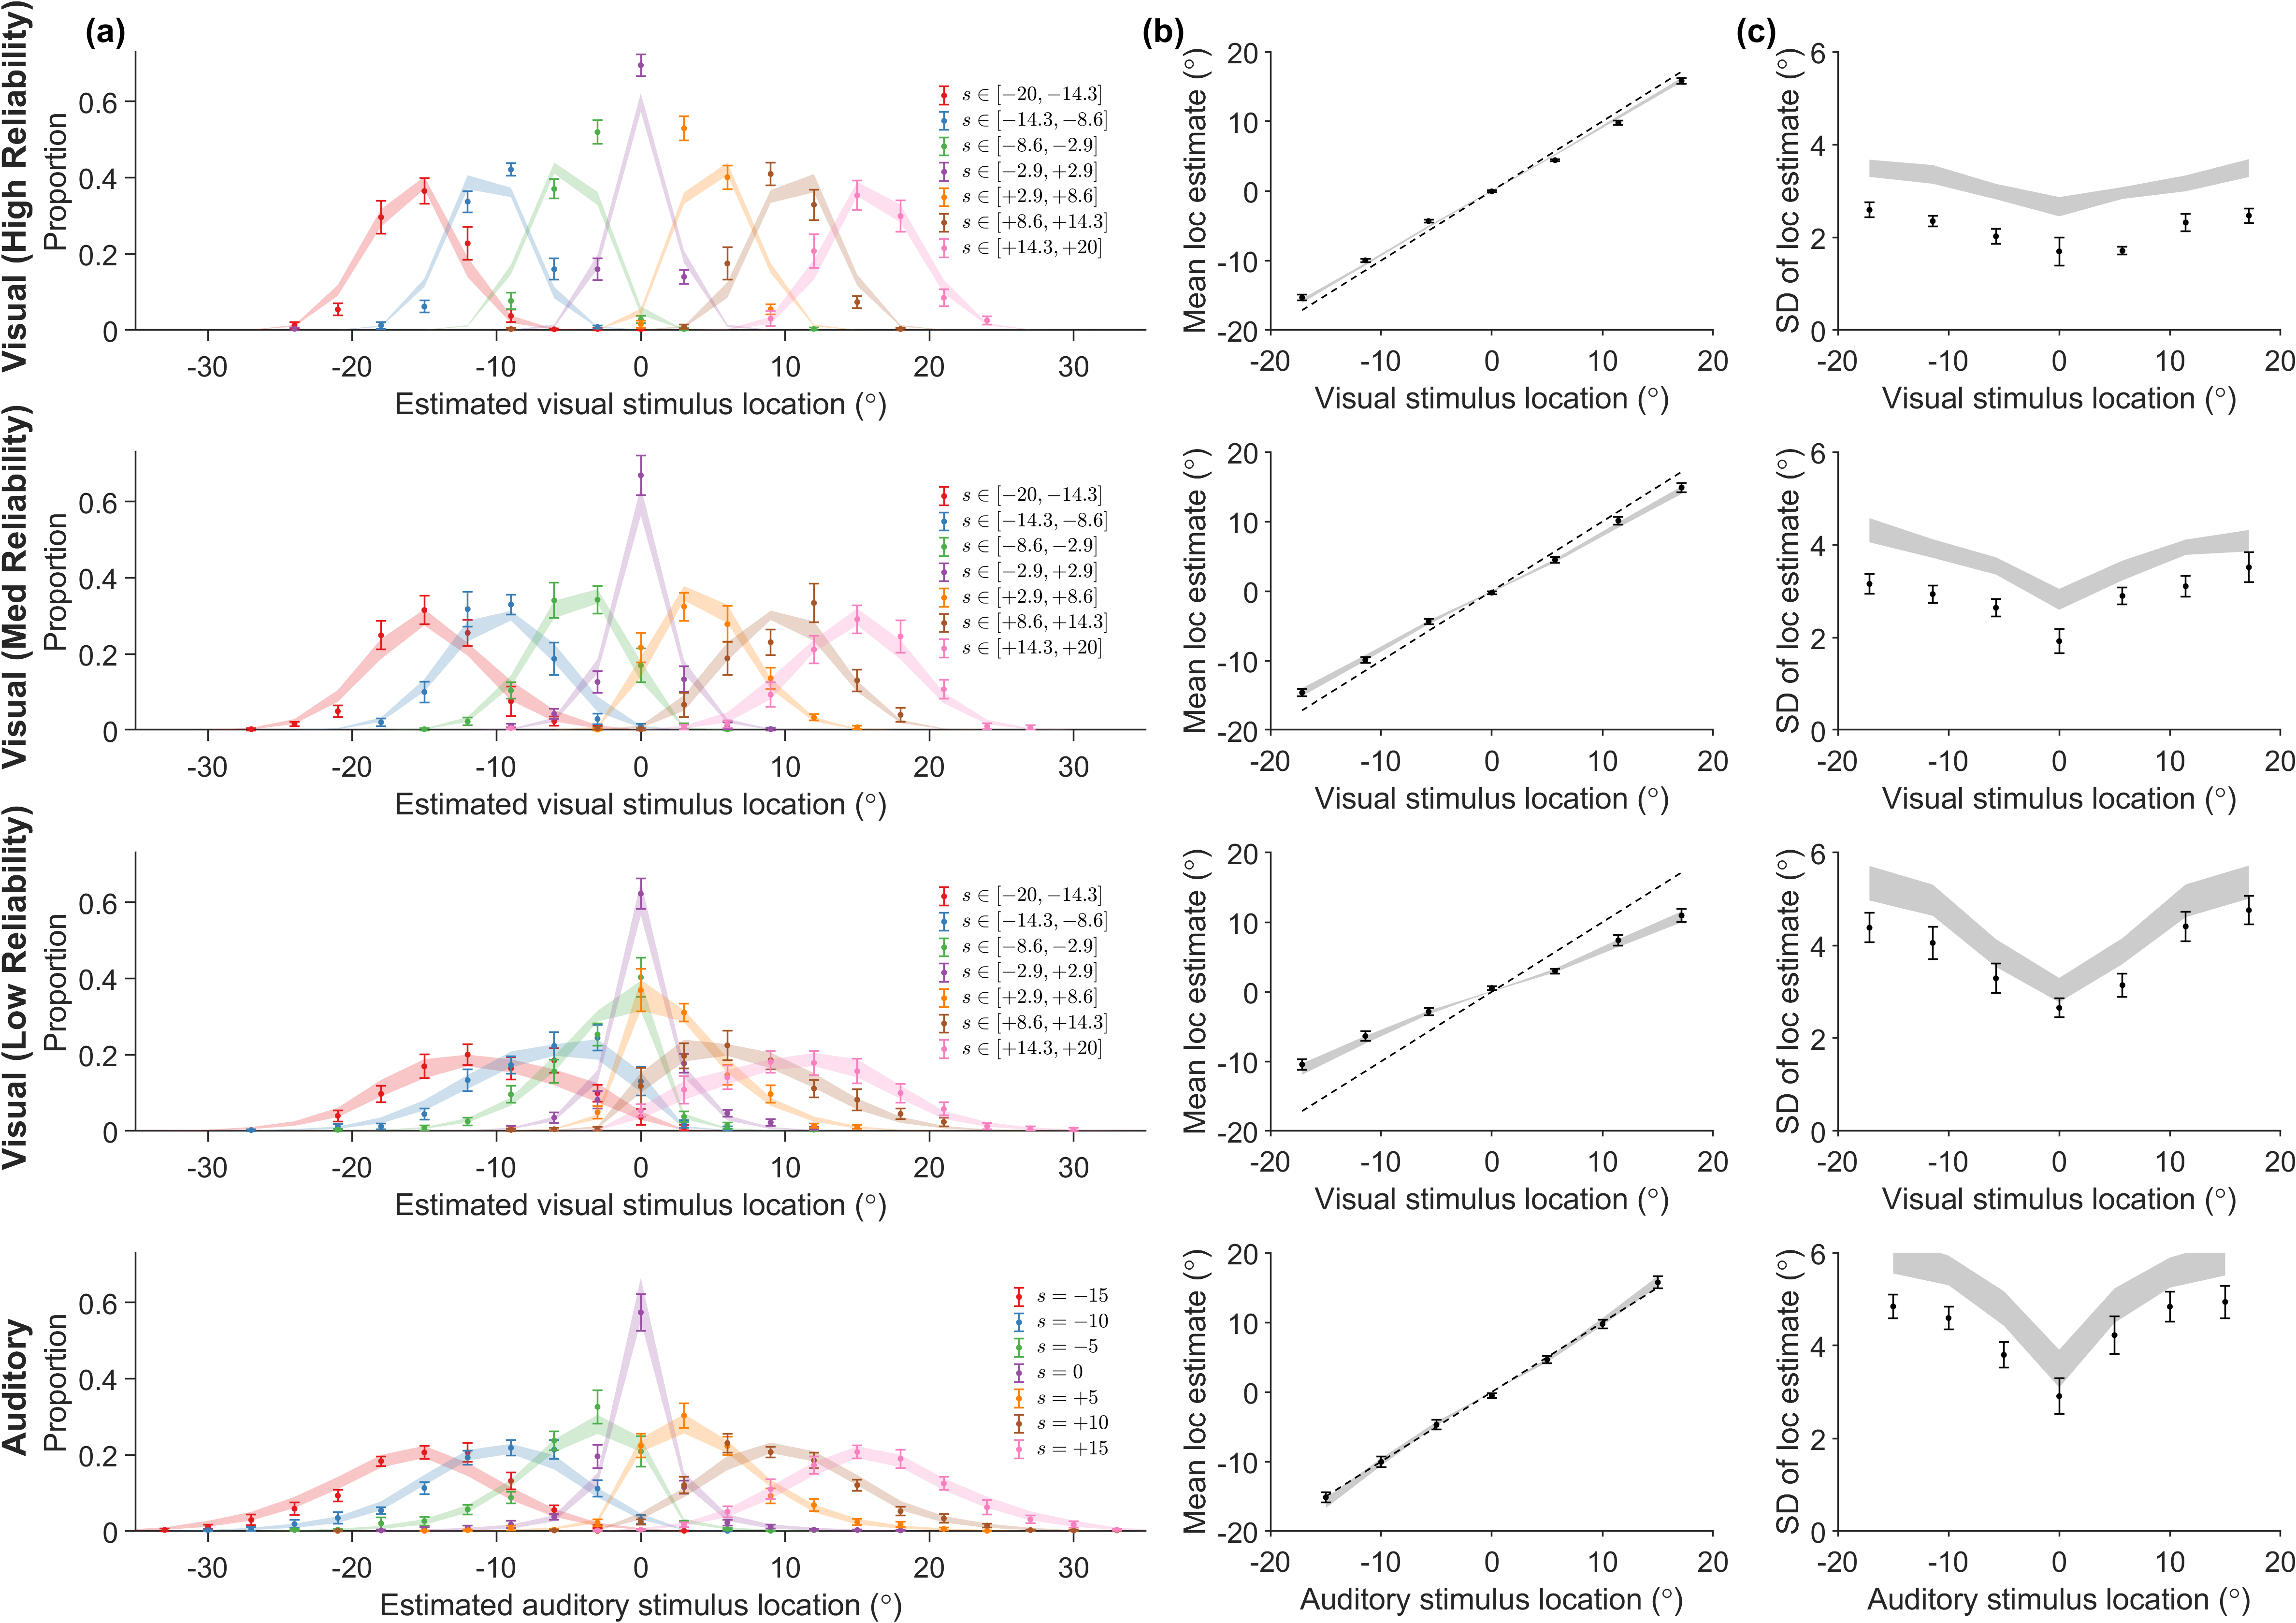 (a)
(b)
(c)
Visual (High Reliability)
Proportion
0.6
0.4
0.2
0
-30
-20
-10
0
10
20
30
Estimated visual stimulus location (°)
s ∈ [−20, −14.3]
s ∈ [−14.3, −8.6]
s ∈ [−8.6, −2.9]
s ∈ [−2.9, +2.9]
s ∈ [+2.9, +8.6]
s ∈ [+8.6, +14.3]
s ∈ [+14.3, +20]
Mean loc estimate (°)
20
10
0
-10
-20
-20
-10
0
10
20
Visual stimulus location (°)
SD of loc estimate (°)
6
4
2
0
-20
-10
0
10
20
Visual stimulus location (°)
Visual (Med Reliability)
Proportion
0.6
0.4
0.2
0
-30
-20
-10
0
10
20
30
Estimated visual stimulus location (°)
s ∈ [−20, −14.3]
s ∈ [−14.3, −8.6]
s ∈ [−8.6, −2.9]
s ∈ [−2.9, +2.9]
s ∈ [+2.9, +8.6]
s ∈ [+8.6, +14.3]
s ∈ [+14.3, +20]
Mean loc estimate (°)
20
10
0
-10
-20
-20
-10
0
10
20
Visual stimulus location (°)
SD of loc estimate (°)
6
4
2
0
-20
-10
0
10
20
Visual stimulus location (°)
Visual (Low Reliability)
Proportion
0.6
0.4
0.2
0
-30
-20
-10
0
10
20
30
Estimated visual stimulus location (°)
s ∈ [−20, −14.3]
s ∈ [−14.3, −8.6]
s ∈ [−8.6, −2.9]
s ∈ [−2.9, +2.9]
s ∈ [+2.9, +8.6]
s ∈ [+8.6, +14.3]
s ∈ [+14.3, +20]
Mean loc estimate (°)
20
10
0
-10
-20
-20
-10
0
10
20
Visual stimulus location (°)
SD of loc estimate (°)
6
4
2
0
-20
-10
0
10
20
Visual stimulus location (°)
Auditory
Proportion
0.6
0.4
0.2
0
-30
-20
-10
0
10
20
30
Estimated auditory stimulus location (°)
s = −15
s = −10
s = −5
s = 0
s = +5
s = +10
s = +15
Mean loc estimate (°)
20
10
0
-10
-20
-20
-10
0
10
20
Auditory stimulus location (°)
SD of loc estimate (°)
6
4
2
0
-20
-10
0
10
20
Auditory stimulus location (°)